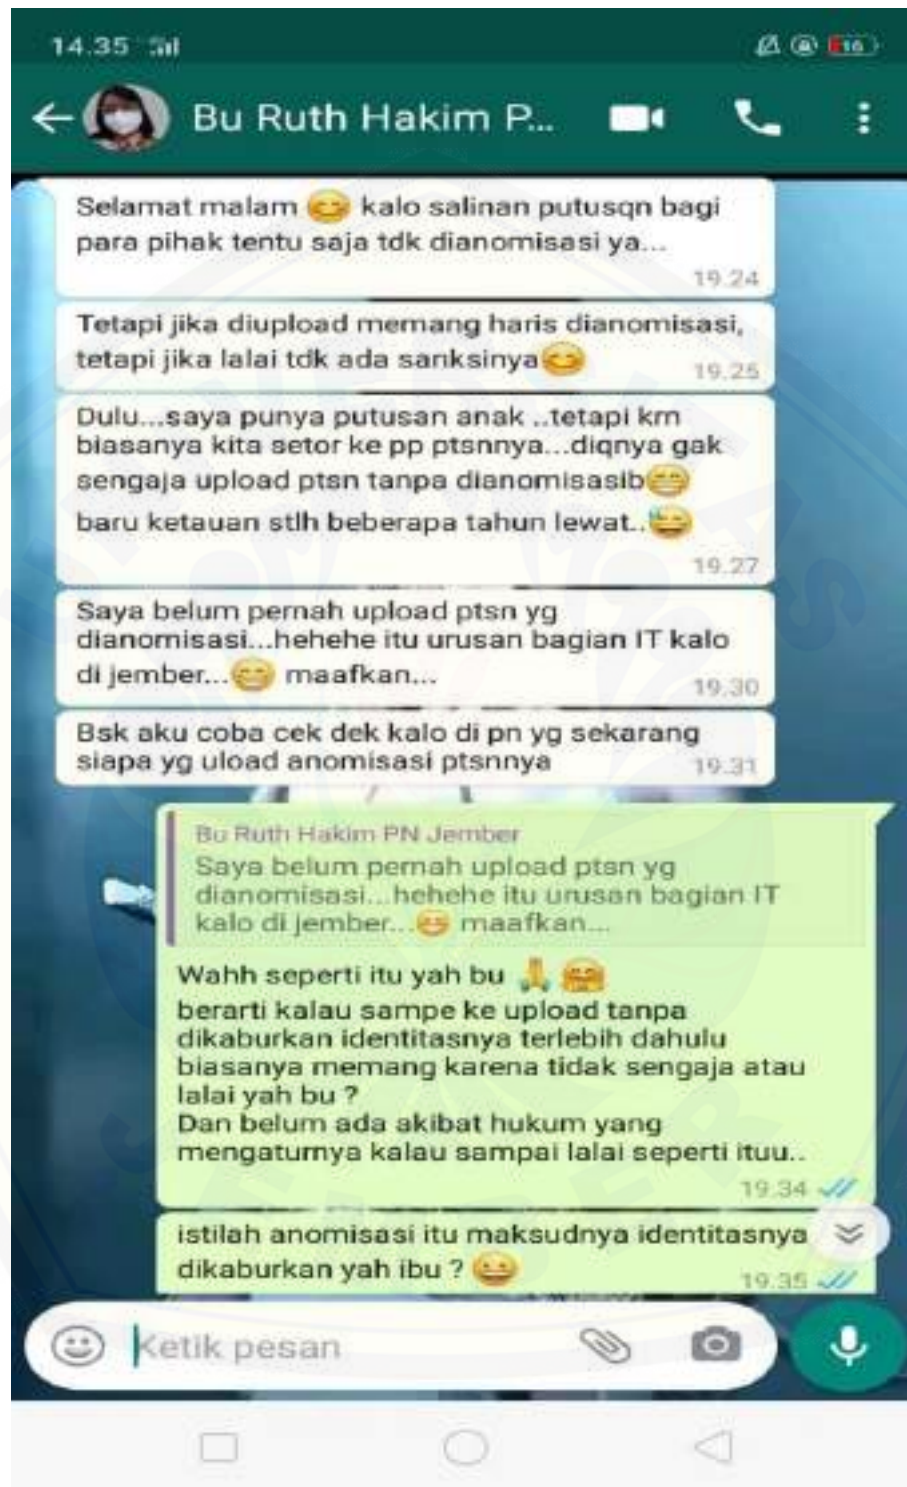 14.35
16
Bu Ruth Hakim P...
Selamat malam 😊 kalo salinan putusqn bagi
para pihak tentu saja tdk dianomisasi ya...
19.24
Tetapi jika diupload memang haris dianomisasi,
tetapi jika lalai tdk ada sanksinya😊
19.25
Dulu...saya punya putusan anak ..tetapi krn
biasanya kita setor ke pp ptsnnya...diqnya gak
sengaja upload ptsn tanpa dianomisasib😁
baru ketauan stlh beberapa tahun lewat..😅
19.27
Saya belum pernah upload ptsn yg
dianomisasi...hehehe itu urusan bagian IT kalo
di jember...😁 maafkan...
19.30
Bsk aku coba cek dek kalo di pn yg sekarang
siapa yg uload anomisasi ptsnnya
19.31
Bu Ruth Hakim PN Jember
Saya belum pernah upload ptsn yg
dianomisasi...hehehe itu urusan bagian IT
kalo di jember...😁 maafkan...
Wahh seperti itu yah bu 🙏 🤗
berarti kalau sampe ke upload tanpa
dikaburkan identitasnya terlebih dahulu
biasanya memang karena tidak sengaja atau
lalai yah bu ?
Dan belum ada akibat hukum yang
mengaturnya kalau sampai lalai seperti ituu..
19.34
istilah anomisasi itu maksudnya identitasnya
dikaburkan yah ibu ? 😀
19.35
Ketik pesan